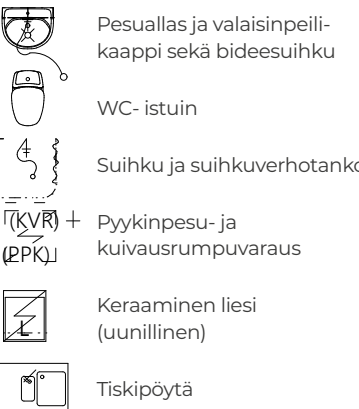 Pesuallas ja valaisinpeili-
kaappi sekä bideesuihku
WC- istuin
Suihku ja suihkuverhotanko
(KVR) + Pyykinpesu- ja
(PPK) kuivausrumpuvaraus
L Keraaminen liesi
(uunillinen)
Tiskipöytä